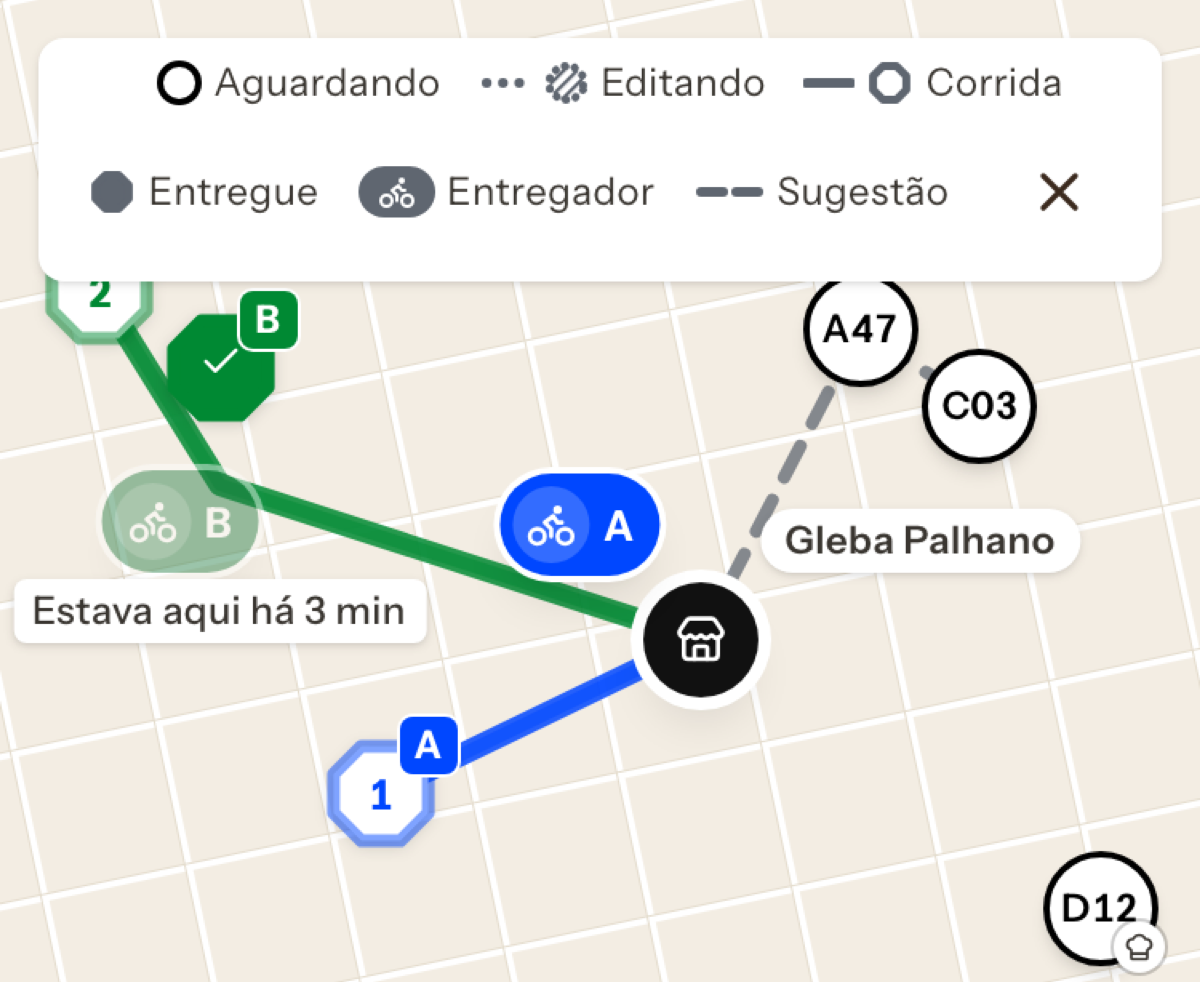 Aguardando Editando Corrida
Entregue Entregador Sugestão
2
B
A47
C03
B
A
Gleba Palhano
Estava aqui há 3 min
A
1
D12